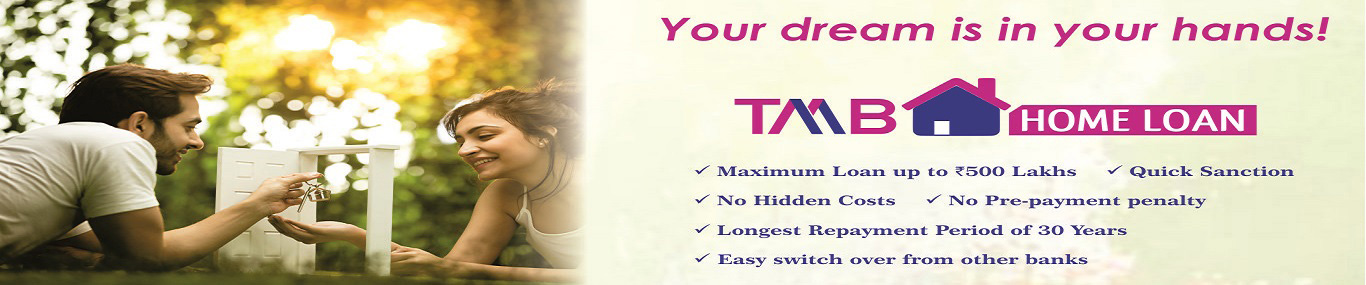 Your dream is in your hands!
TMB HOME LOAN
✓ Maximum Loan up to ₹500 Lakhs ✓ Quick Sanction
✓ No Hidden Costs ✓ No Pre-payment penalty
✓ Longest Repayment Period of 30 Years
✓ Easy switch over from other banks